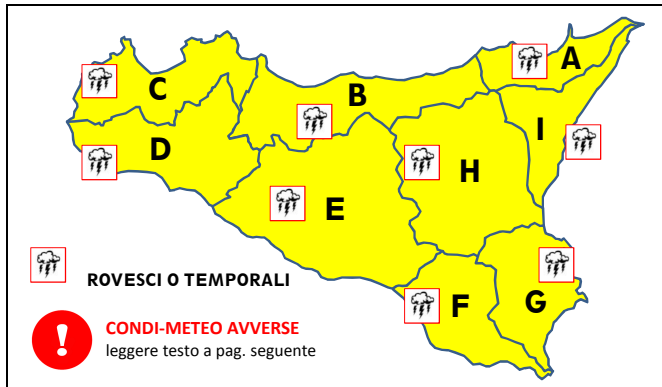 A
C
B
I
D
H
E
F
G
ROVESCI O TEMPORALI
!
CONDI-METEO AVVERSE
leggere testo a pag. seguente